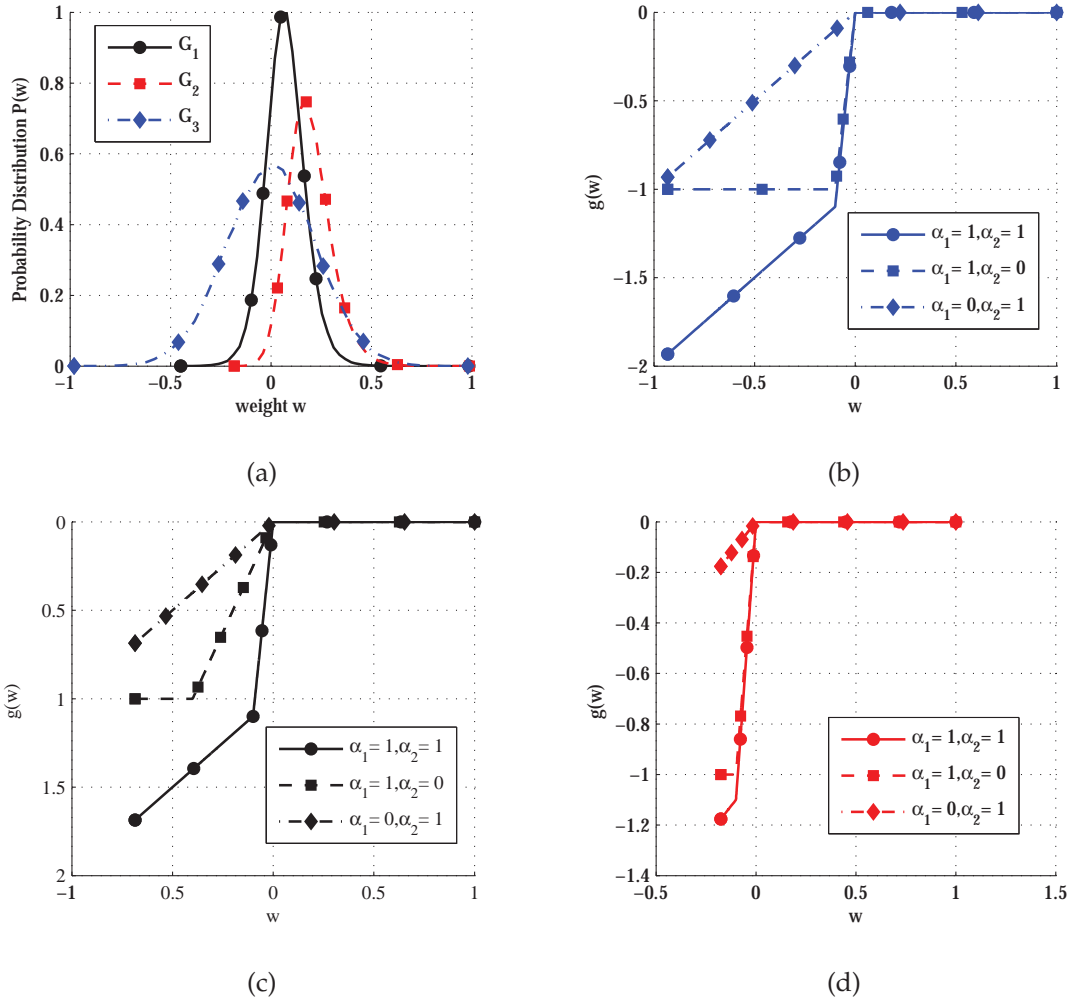 Probability Distribution P(w)
1
0.8
0.6
0.4
0.2
0
−1
−0.5
0
0.5
1
weight w
G1
G2
G3
(a)
g(w)
0
−0.5
−1
−1.5
−2
−1
−0.5
0
0.5
1
w
α1= 1,α2= 1
α1= 1,α2= 0
α1= 0,α2= 1
(b)
g(w)
0
0.5
1
1.5
2
−1
0.5
0
0.5
1
w
α1= 1,α2= 1
α1= 1,α2= 0
α1= 0,α2= 1
(c)
g(w)
0
−0.2
−0.4
−0.6
−0.8
−1
−1.2
−1.4
−0.5
0
0.5
1
1.5
w
α1= 1,α2= 1
α1= 1,α2= 0
α1= 0,α2= 1
(d)